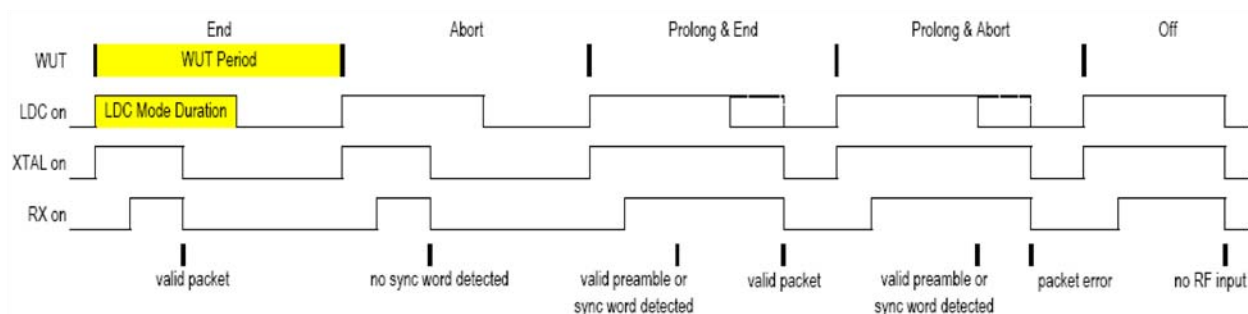 End Abort Prolong & End Prolong & Abort Off
WUT WUT Period
LDC on LDC Mode Duration
XTAL on
RX on
valid packet no sync word detected valid preamble or sync word detected valid packet valid preamble or sync word detected packet error no RF input